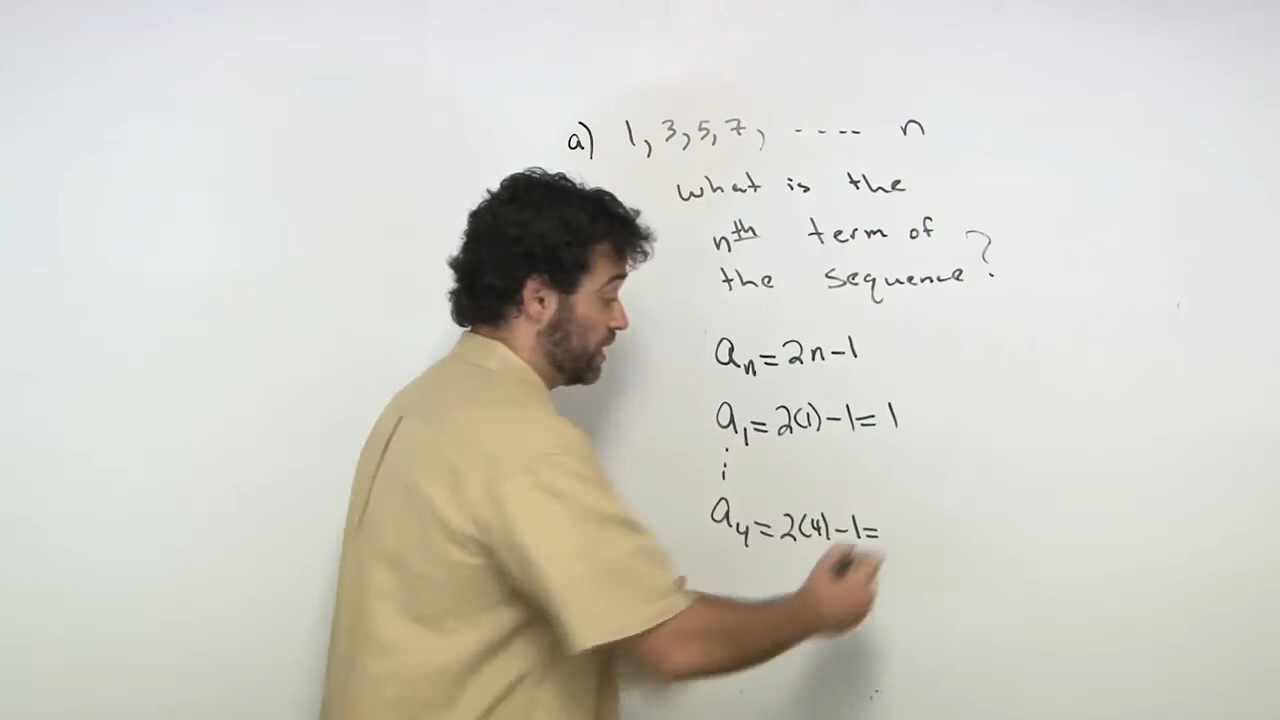 a) 1, 3, 5, 7, ---- n
what is the
nth term of
the sequence?
aₙ = 2n-1
a₁ = 2(1)-1 = 1
⋮
a₄ = 2(4)-1 =